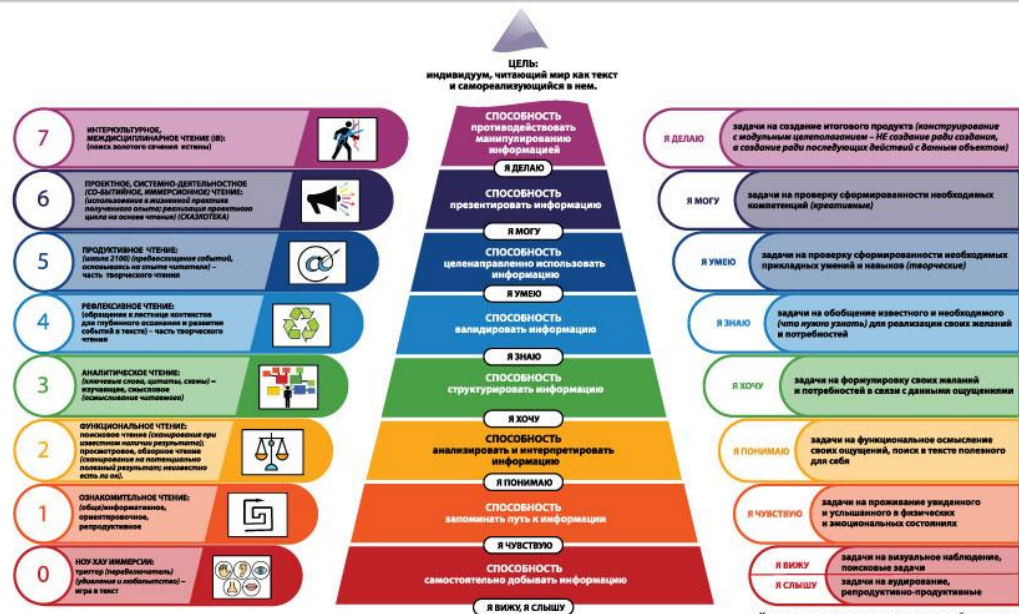 ЦЕЛЬ:
индивидуум, читающий мир как текст
и самореализующийся в нем.
7
ИНТЕРКУЛЬТУРНОЕ,
МЕЖДИСЦИПЛИНАРНОЕ ЧТЕНИЕ (IB):
(поиск золотого сечения истины)
СПОСОБНОСТЬ
противодействовать
манипулированию
информацией
Я ДЕЛАЮ
Я ДЕЛАЮ
задачи на создание итогового продукта (конструирование
с модульным целеполаганием – НЕ создание ради создания,
а создание ради последующих действий с данным объектом)
6
ПРОЕКТНОЕ, СИСТЕМНО-ДЕЯТЕЛЬНОСТНОЕ
(СО-БЫТИЙНОЕ, ИММЕРСИОННОЕ) ЧТЕНИЕ:
(использование в жизненной практике
полученного опыта; реализация проектного
цикла на основе чтения) (СКАЗКОТЕКА)
СПОСОБНОСТЬ
презентировать информацию
Я МОГУ
Я МОГУ
задачи на проверку сформированности необходимых
компетенций (креативные)
5
ПРОДУКТИВНОЕ ЧТЕНИЕ:
(школа 2100) (предвосхищение событий,
основываясь на опыте читателя) –
часть творческого чтения
@
СПОСОБНОСТЬ
целенаправленно использовать
информацию
Я УМЕЮ
Я УМЕЮ
задачи на проверку сформированности необходимых
прикладных умений и навыков (творческие)
4
РЕФЛЕКСИВНОЕ ЧТЕНИЕ:
(обращение к лестнице контекстов
для глубинного осознания и развития
событий в тексте) – часть творческого
чтения
СПОСОБНОСТЬ
валидировать информацию
Я ЗНАЮ
Я ЗНАЮ
задачи на обобщение известного и необходимого
(что нужно узнать) для реализации своих желаний
и потребностей
3
АНАЛИТИЧЕСКОЕ ЧТЕНИЕ:
(ключевые слова, цитаты, схемы) –
изучающее, смысловое
(осмысливание читаемого)
СПОСОБНОСТЬ
структурировать информацию
Я ХОЧУ
Я ХОЧУ
задачи на формулировку своих желаний
и потребностей в связи с данными ощущениями
2
ФУНКЦИОНАЛЬНОЕ ЧТЕНИЕ:
поисковое чтение (сканирование при
известном наличии результата);
просмотровое, обзорное чтение
(сканирование на потенциально
полезный результат; неизвестно
есть ли он).
СПОСОБНОСТЬ
анализировать и интерпретировать
информацию
Я ПОНИМАЮ
Я ПОНИМАЮ
задачи на функциональное осмысление
своих ощущений, поиск в тексте полезного
для себя
1
ОЗНАКОМИТЕЛЬНОЕ ЧТЕНИЕ:
(обще)информативное,
ориентировочное,
репродуктивное
СПОСОБНОСТЬ
запоминать путь к информации
Я ЧУВСТВУЮ
Я ЧУВСТВУЮ
задачи на проживание увиденного
и услышанного в физических
и эмоциональных состояниях
0
НОУ-ХАУ ИММЕРСИИ:
триггер (переключатель)
(удивления и любопытства) –
игра в текст
СПОСОБНОСТЬ
самостоятельно добывать информацию
Я ВИЖУ, Я СЛЫШУ
Я ВИЖУ
задачи на визуальное наблюдение,
поисковые задачи
Я СЛЫШУ
задачи на аудирование,
репродуктивно-продуктивные